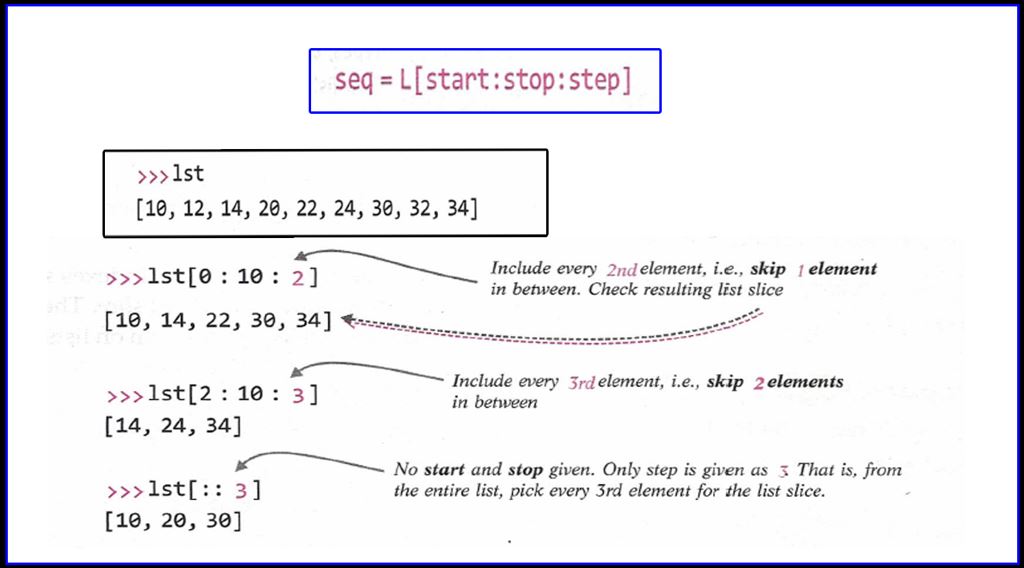 seq = L[start:stop:step]
>>>lst
[10, 12, 14, 20, 22, 24, 30, 32, 34]
>>>lst[0 : 10 : 2]
Include every 2nd element, i.e., skip 1 element
in between. Check resulting list slice
[10, 14, 22, 30, 34]
>>>lst[2 : 10 : 3]
Include every 3rd element, i.e., skip 2 elements
in between
[14, 24, 34]
>>>lst[:: 3]
No start and stop given. Only step is given as 3 That is, from
the entire list, pick every 3rd element for the list slice.
[10, 20, 30]